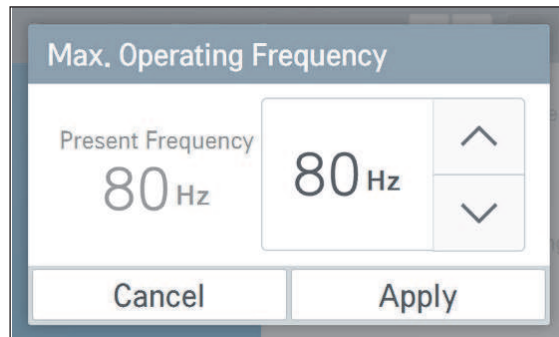 Max. Operating Frequency
Present Frequency
80 Hz
80 Hz
Cancel
Apply